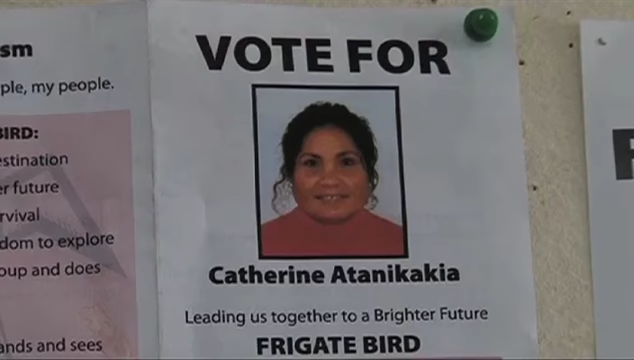 sm
ple, my people.
BIRD:
estination
er future
rvival
dom to explore
oup and does
ands and sees
VOTE FOR
Catherine Atanikakia
Leading us together to a Brighter Future
FRIGATE BIRD